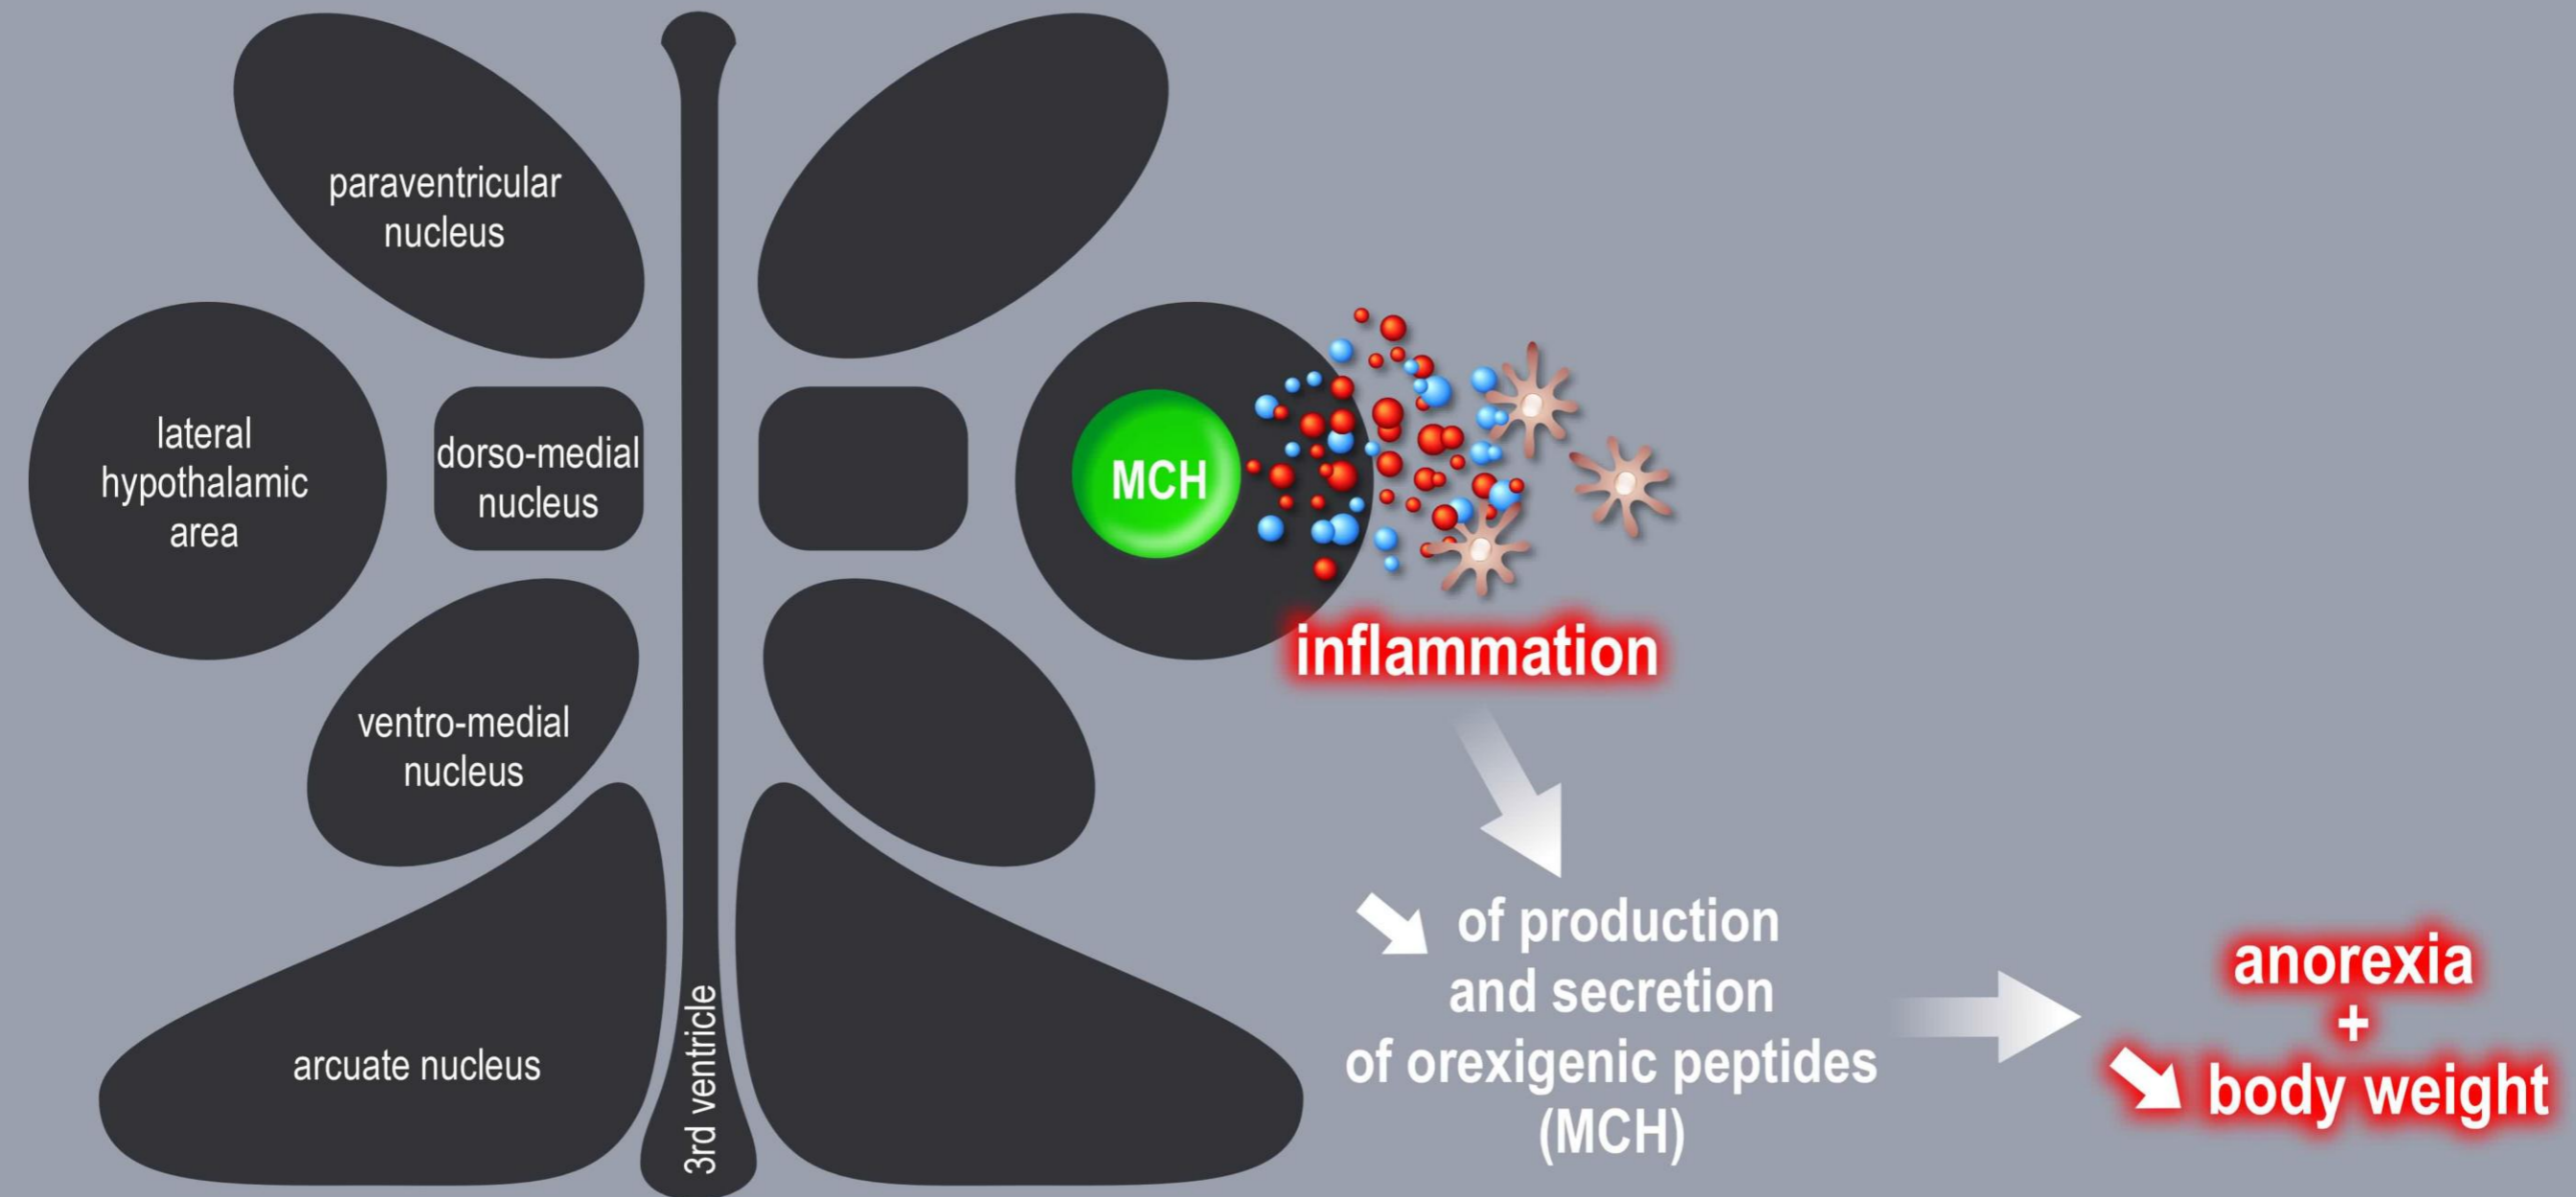 paraventricular
nucleus
lateral
hypothalamic
area
dorso-medial
nucleus
MCH
inflammation
ventro-medial
nucleus
arcuate nucleus
3rd ventricle
of production
and secretion
of orexigenic peptides
(MCH)
anorexia
+
body weight